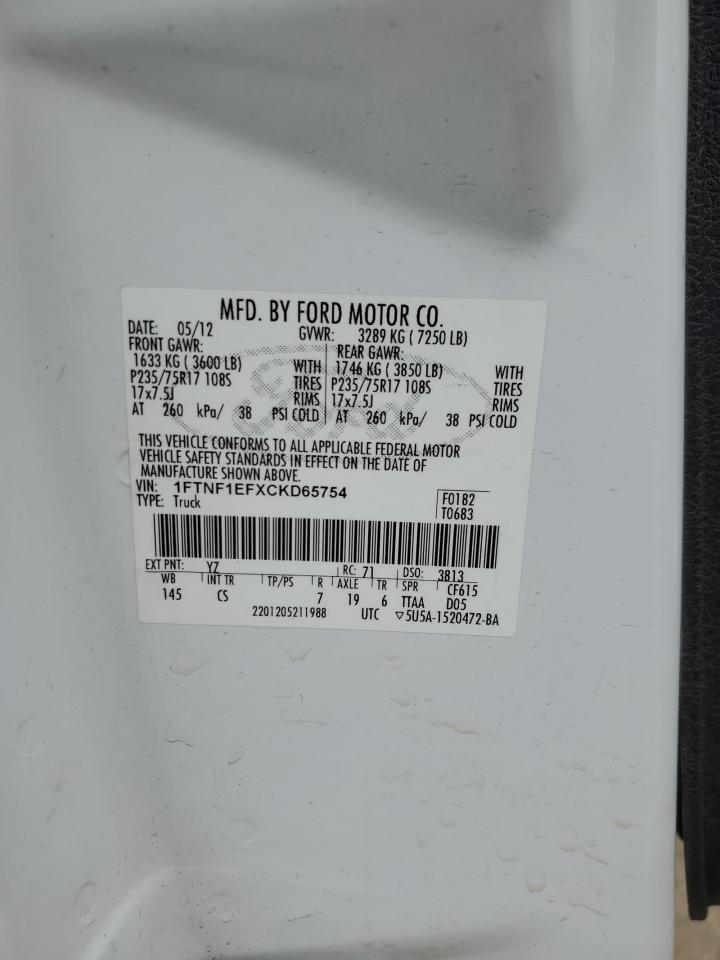 MFD. BY FORD MOTOR CO.
DATE: 05/12 GVWR: 3289 KG ( 7250 LB)
FRONT GAWR: REAR GAWR:
1633 KG ( 3600 LB) WITH 1746 KG ( 3850 LB) WITH
P235/75R17 108S TIRES P235/75R17 108S TIRES
17x7.5J RIMS 17x7.5J RIMS
AT 260 kPa/ 38 PSI COLD AT 260 kPa/ 38 PSI COLD
Ford
THIS VEHICLE CONFORMS TO ALL APPLICABLE FEDERAL MOTOR
VEHICLE SAFETY STANDARDS IN EFFECT ON THE DATE OF
MANUFACTURE SHOWN ABOVE.
VIN: 1FTNF1EFXCKD65754 F0182
TYPE: Truck T0683
EXT PNT: YZ RC: 71 DSO: 3813
WB INT TR TP/PS R AXLE TR SPR CF615
145 CS 7 19 6 TTAA D05
2201205211988 UTC ▽5U5A-1520472-BA